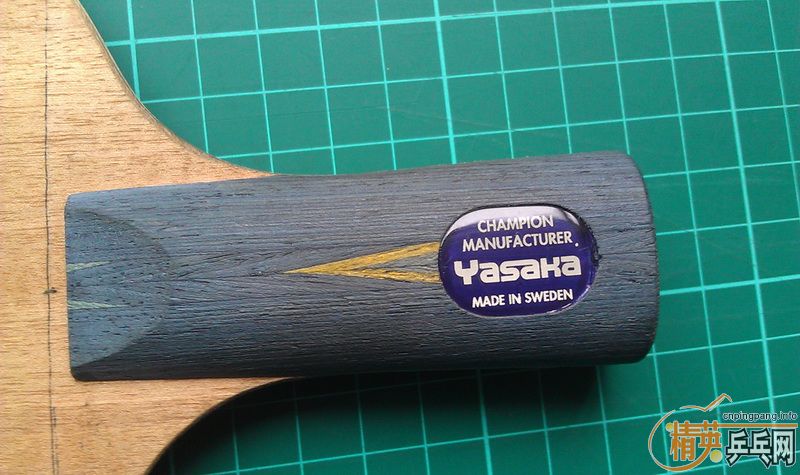 CHAMPION
MANUFACTURER.
Yasaka
MADE IN SWEDEN
cnpingpang.info
精英乒乓网